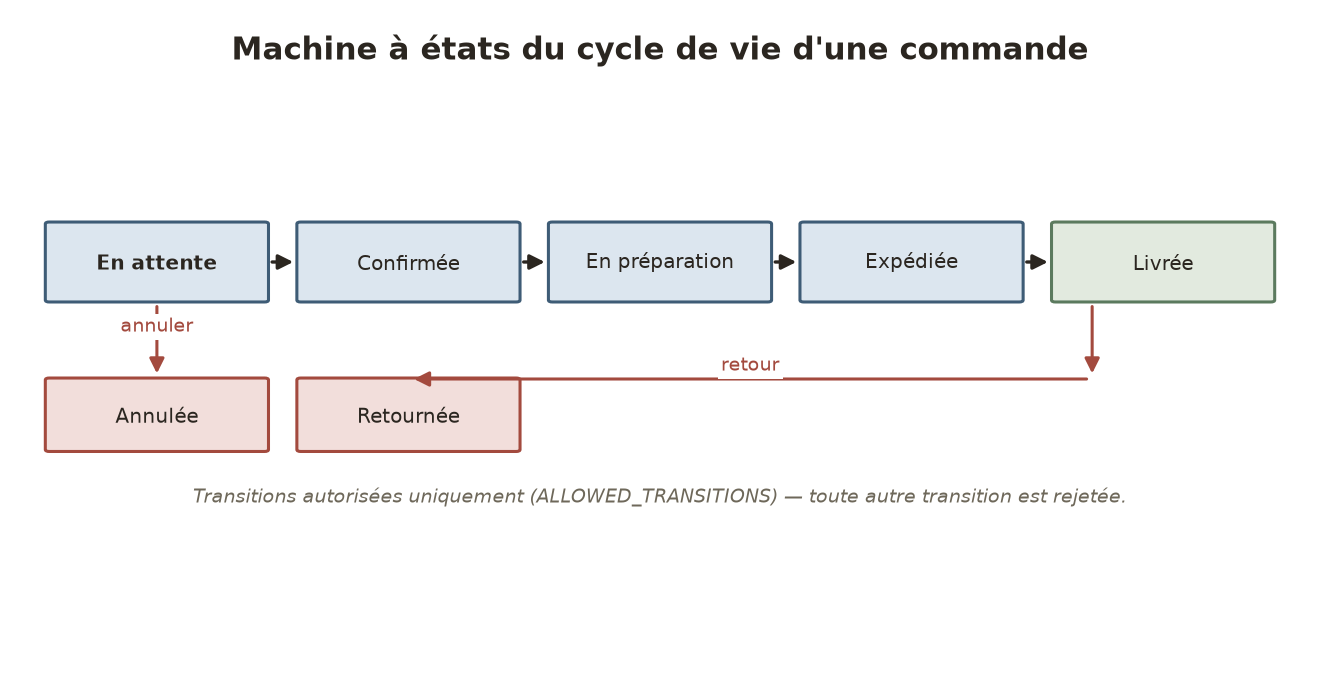 Machine à états du cycle de vie d'une commande
En attente
Confirmée
En préparation
Expédiée
Livrée
annuler
retour
Annulée
Retournée
Transitions autorisées uniquement (ALLOWED_TRANSITIONS) — toute autre transition est rejetée.